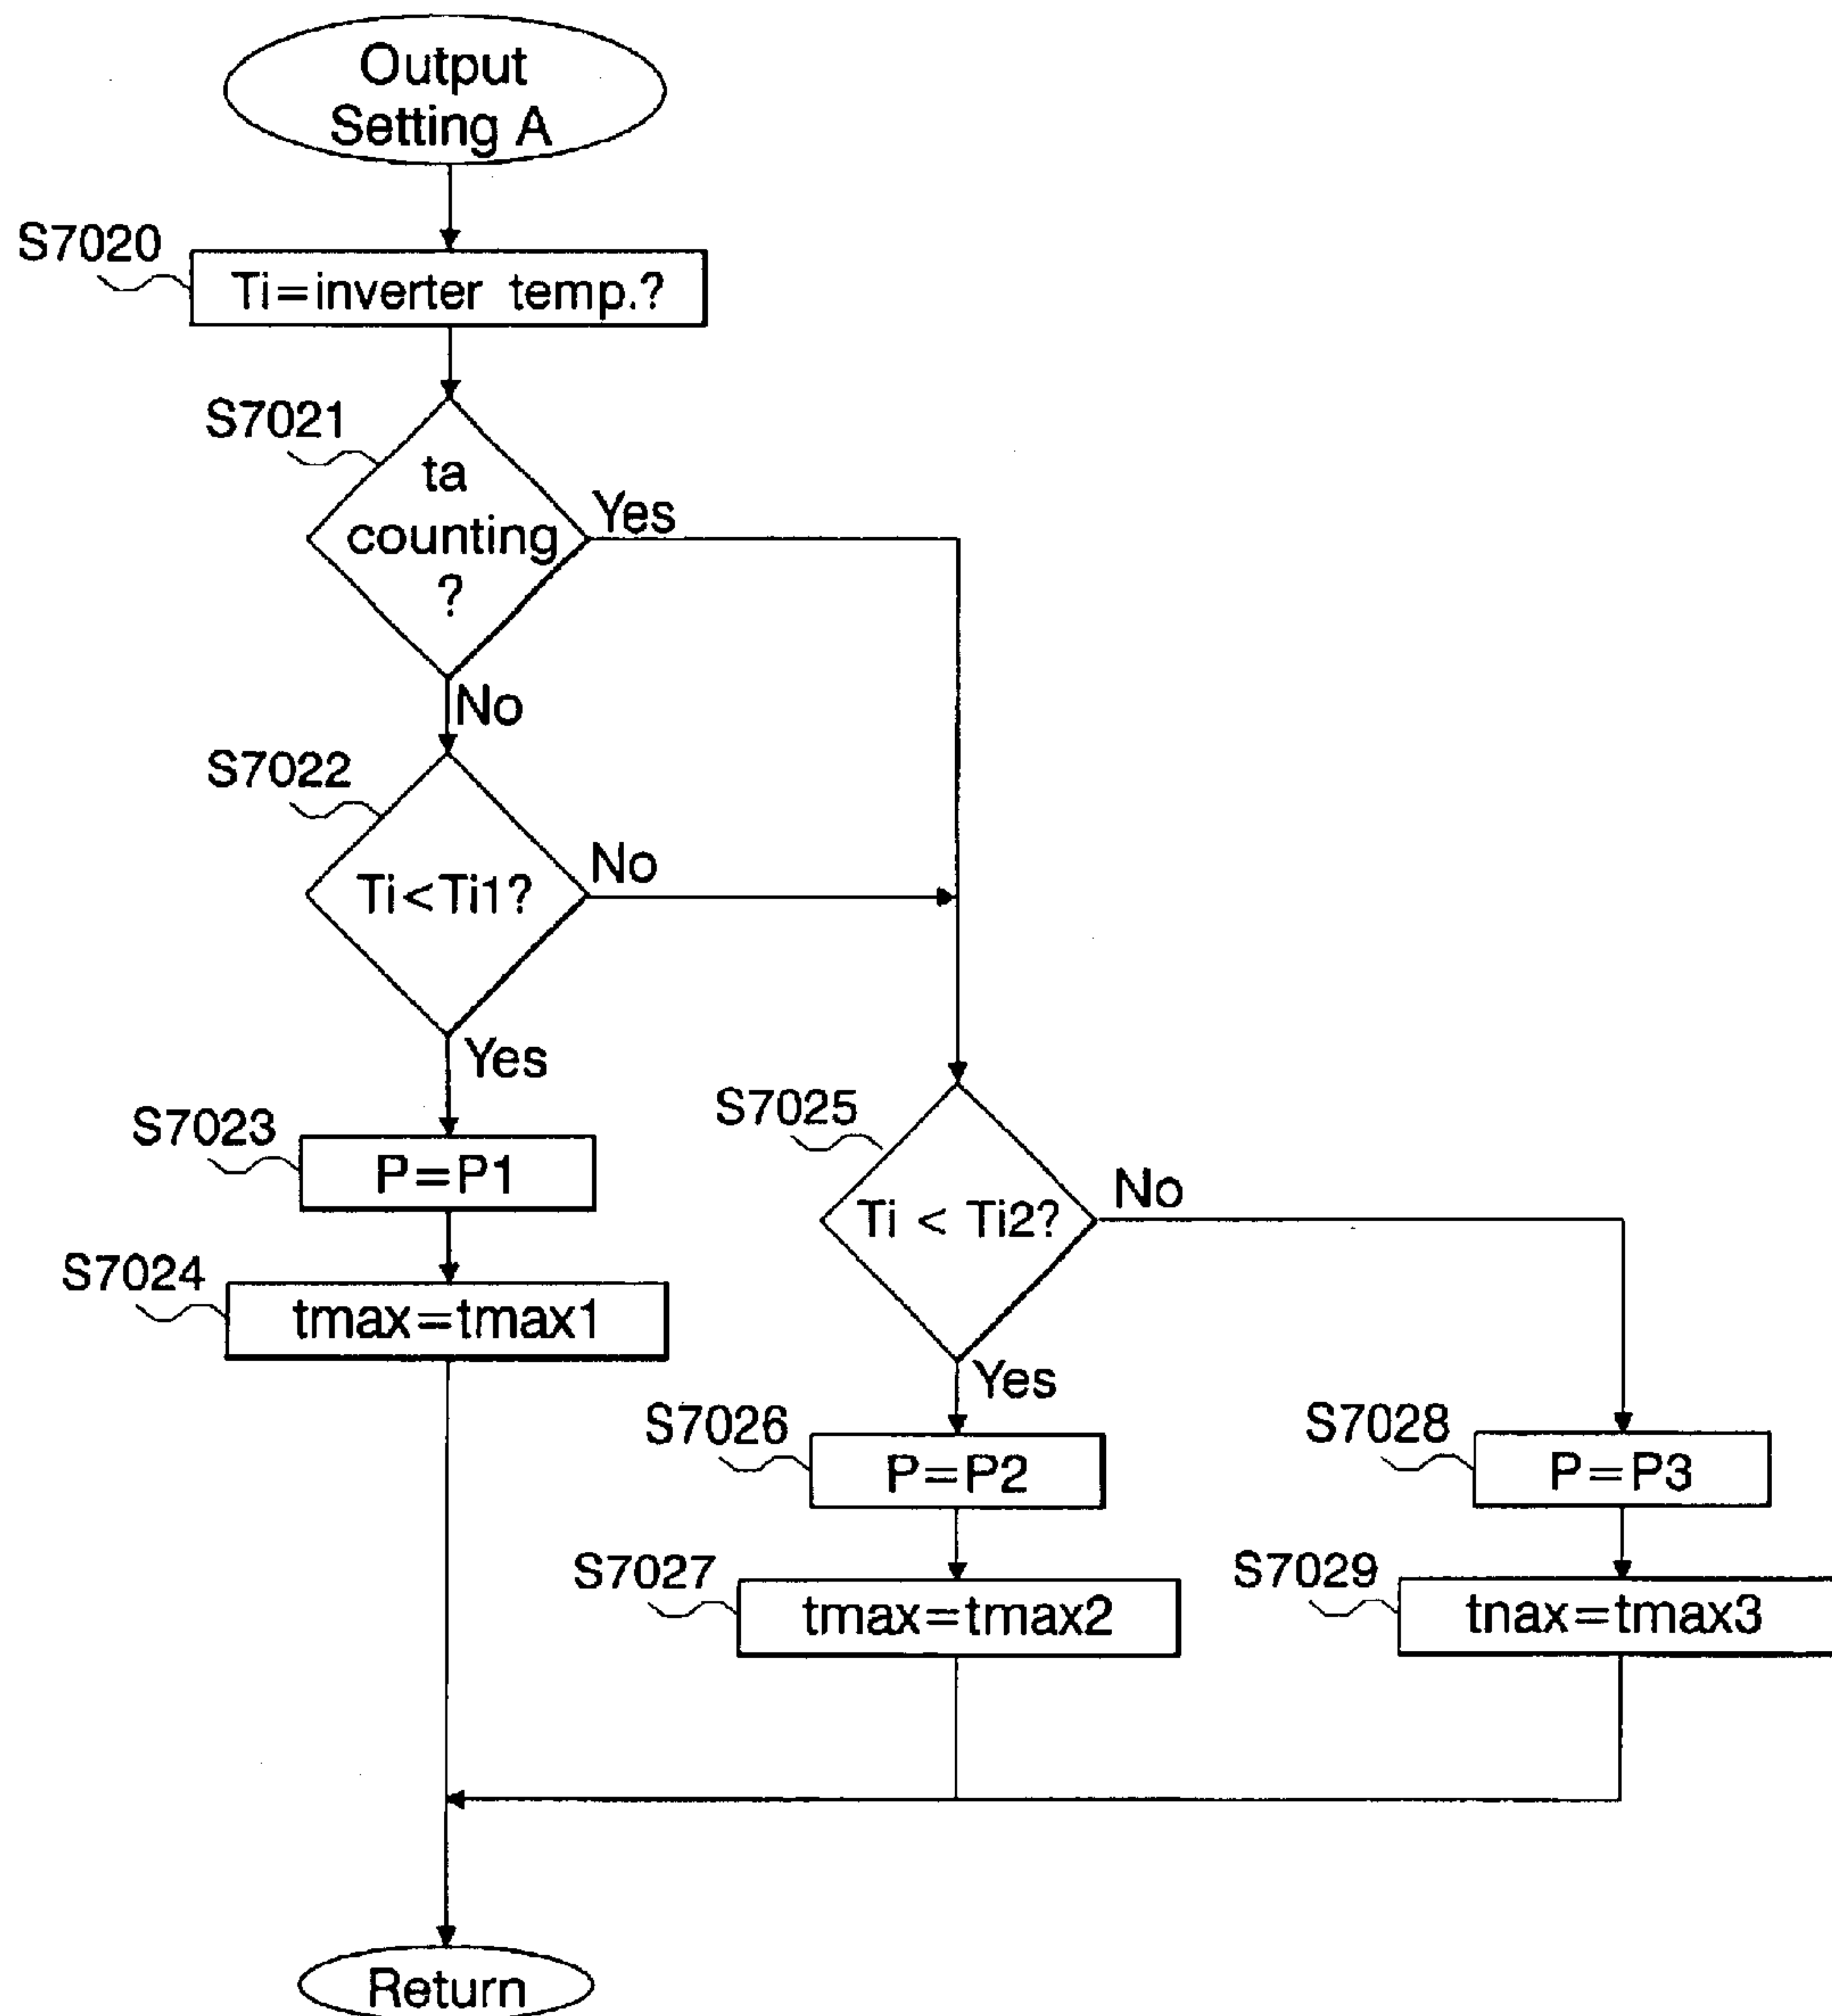 Output
Setting A
S7020
Ti=inverter temp.?
S7021
ta
counting
?
Yes
No
S7022
Ti<Ti1?
No
Yes
S7023
P=P1
S7024
tmax=tmax1
S7025
Ti < Ti2?
No
Yes
S7026
P=P2
S7027
tmax=tmax2
S7028
P=P3
S7029
tnax=tmax3
Return